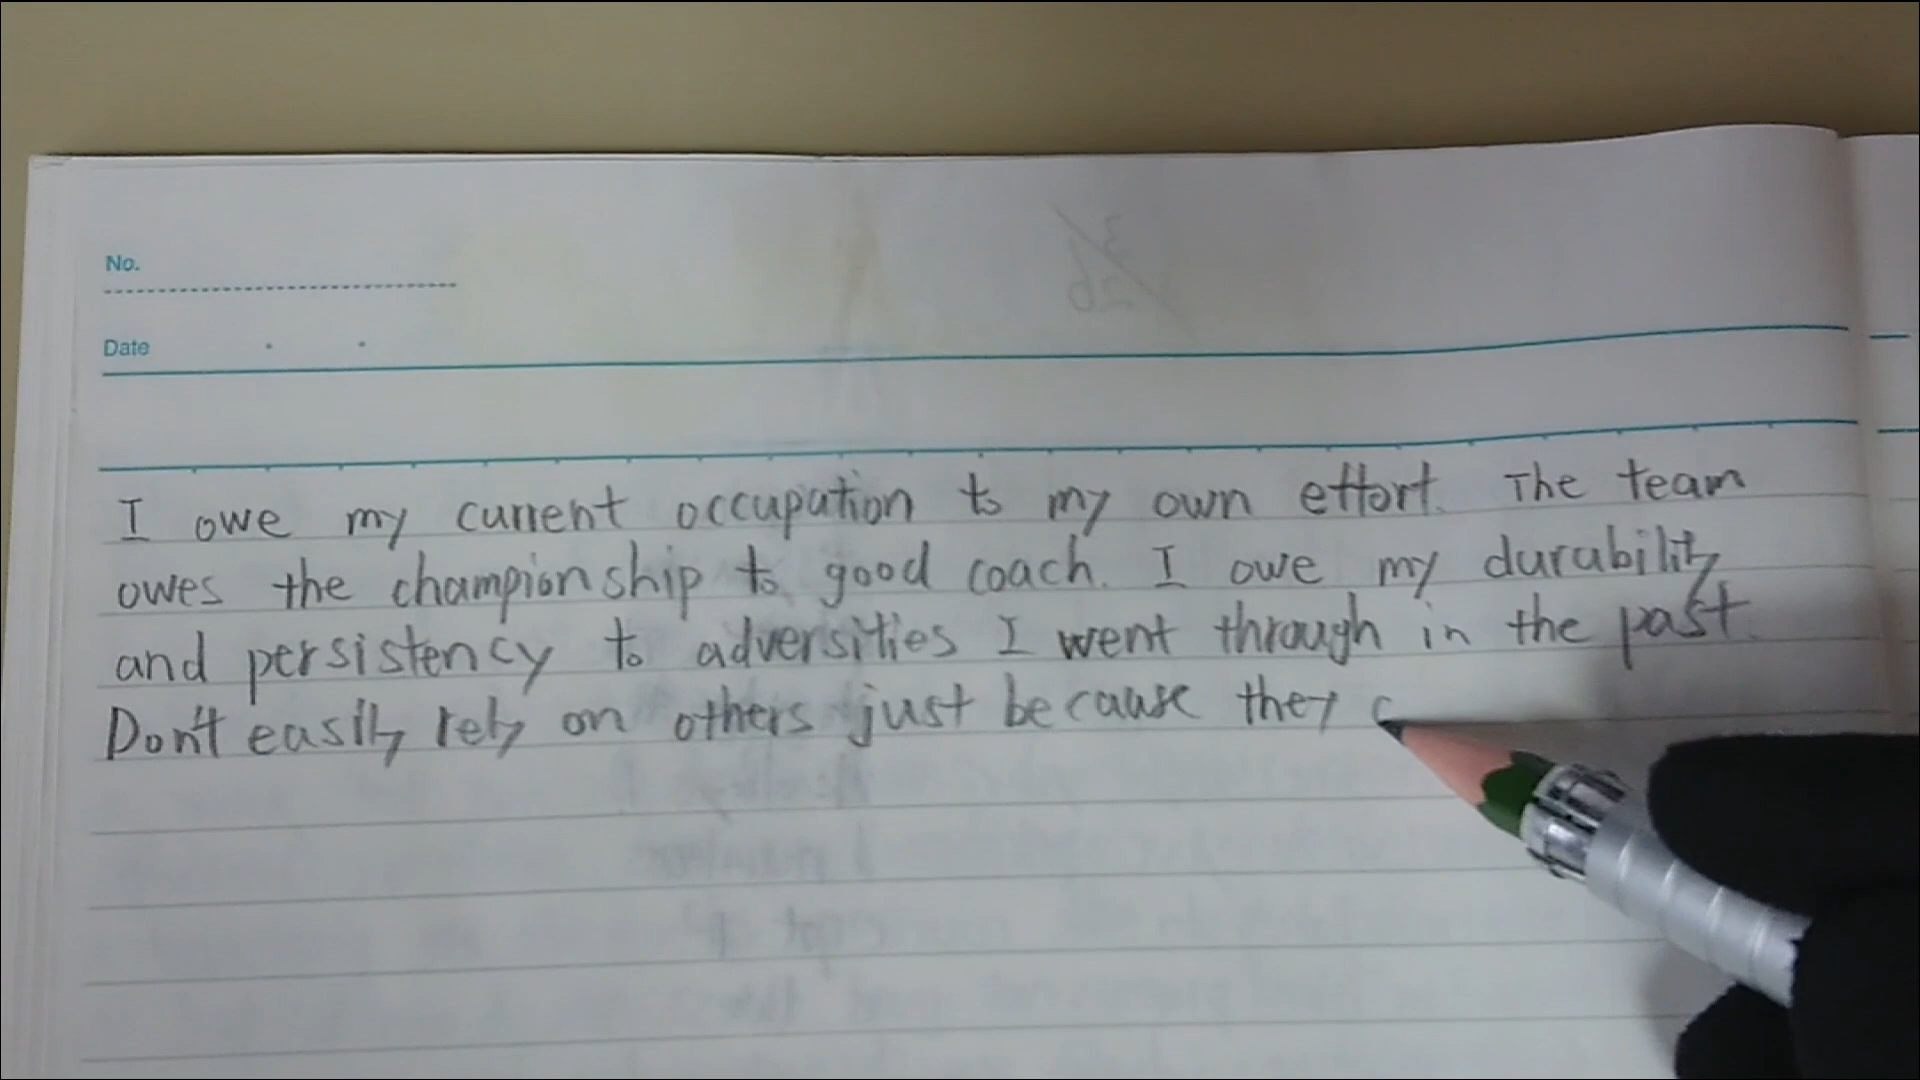 No.
Date
I owe my current occupation to my own effort. The team
owes the championship to good coach. I owe my durability
and persistency to adversities I went through in the past.
Don't easily rely on others just because they